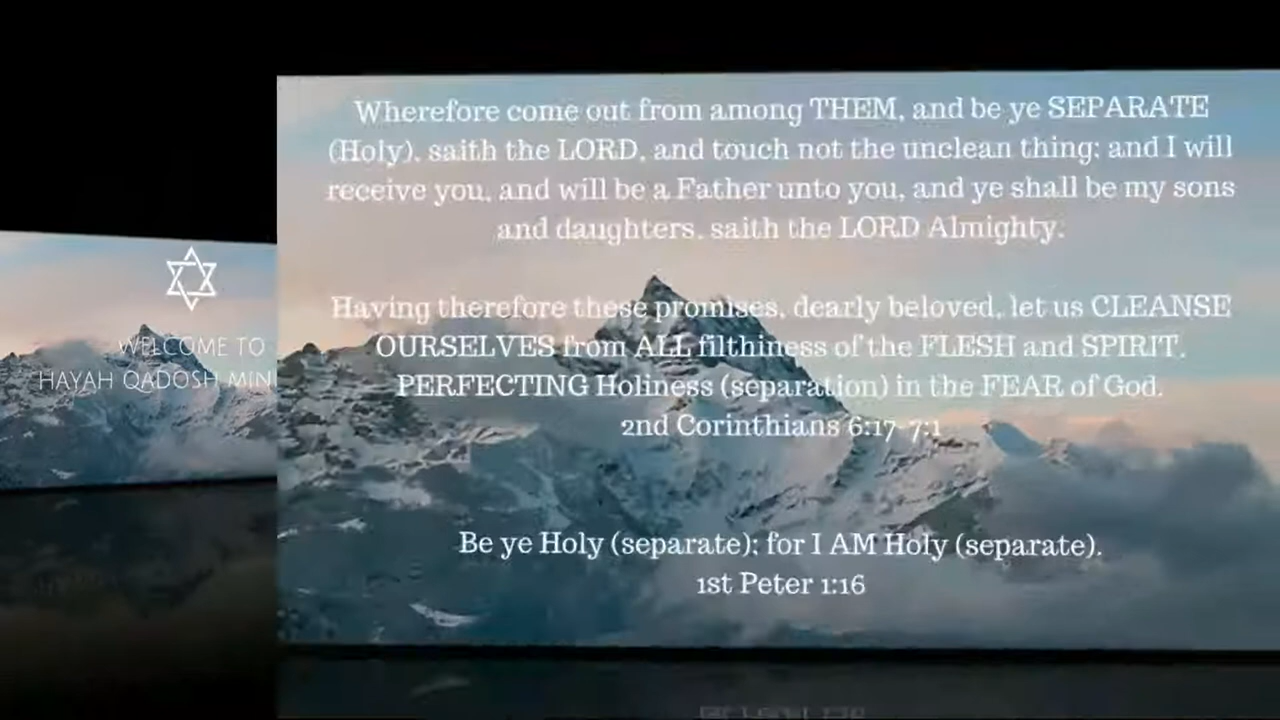 WELCOME TO
HAYAH QADOSH MIN
Wherefore come out from among THEM, and be ye SEPARATE
(Holy), saith the LORD, and touch not the unclean thing; and I will
receive you, and will be a Father unto you, and ye shall be my sons
and daughters, saith the LORD Almighty.
Having therefore these promises, dearly beloved, let us CLEANSE
OURSELVES from ALL filthiness of the FLESH and SPIRIT,
PERFECTING Holiness (separation) in the FEAR of God.
2nd Corinthians 6:17- 7:1
Be ye Holy (separate); for I AM Holy (separate).
1st Peter 1:16